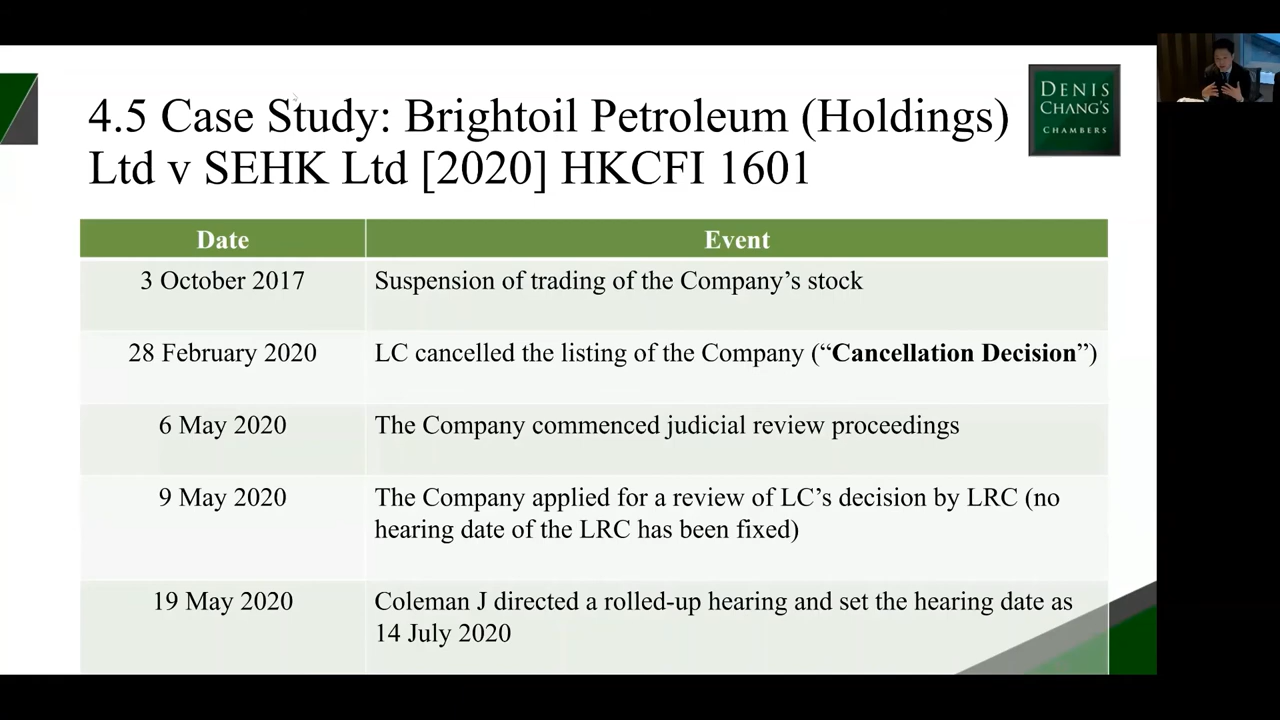 4.5 Case Study: Brightoil Petroleum (Holdings)
Ltd v SEHK Ltd [2020] HKCFI 1601
DENIS
CHANG'S
CHAMBERS
Date Event
3 October 2017 Suspension of trading of the Company’s stock
28 February 2020 LC cancelled the listing of the Company (“Cancellation Decision”)
6 May 2020 The Company commenced judicial review proceedings
9 May 2020 The Company applied for a review of LC’s decision by LRC (no
hearing date of the LRC has been fixed)
19 May 2020 Coleman J directed a rolled-up hearing and set the hearing date as
14 July 2020